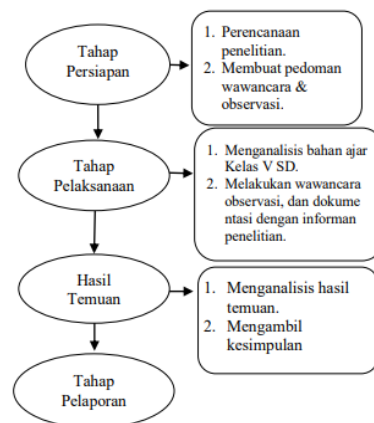 Tahap
Persiapan
1. Perencanaan
penelitian.
2. Membuat pedoman
wawancara &
observasi.
Tahap
Pelaksanaan
1. Menganalisis bahan ajar
Kelas V SD.
2. Melakukan wawancara
observasi, dan dokume
ntasi dengan informan
penelitian.
Hasil
Temuan
1. Menganalisis hasil
temuan.
2. Mengambil
kesimpulan
Tahap
Pelaporan